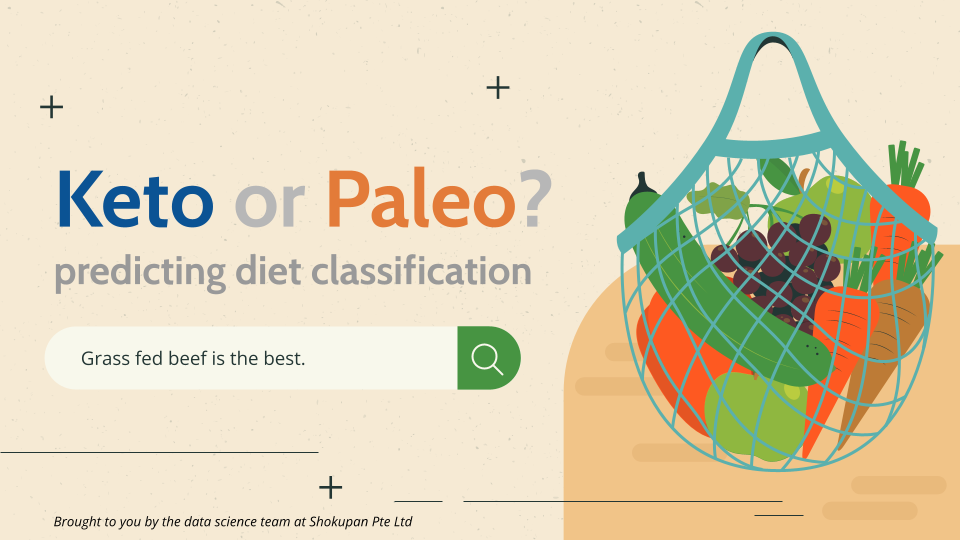 Keto or Paleo?
predicting diet classification
Grass fed beef is the best.
Brought to you by the data science team at Shokupan Pte Ltd